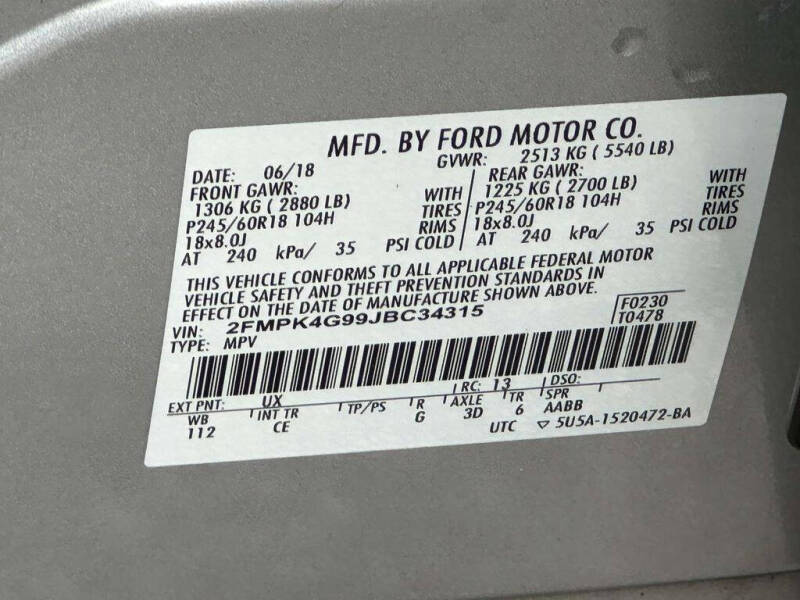 MFD. BY FORD MOTOR CO.
DATE: 06/18 GVWR: 2513 KG ( 5540 LB)
FRONT GAWR: REAR GAWR:
1306 KG ( 2880 LB) WITH 1225 KG ( 2700 LB) WITH
P245/60R18 104H TIRES P245/60R18 104H TIRES
18x8.0J RIMS 18x8.0J RIMS
AT 240 kPa/ 35 PSI COLD AT 240 kPa/ 35 PSI COLD
THIS VEHICLE CONFORMS TO ALL APPLICABLE FEDERAL MOTOR
VEHICLE SAFETY AND THEFT PREVENTION STANDARDS IN
EFFECT ON THE DATE OF MANUFACTURE SHOWN ABOVE.
VIN: 2FMPK4G99JBC34315 F0230
TYPE: MPV T0478
EXT PNT: UX RC: 13 DSO:
WB INT TR TP/PS R AXLE TR SPR
112 CE G 3D 6 AABB
UTC ▽ 5U5A-1520472-BA